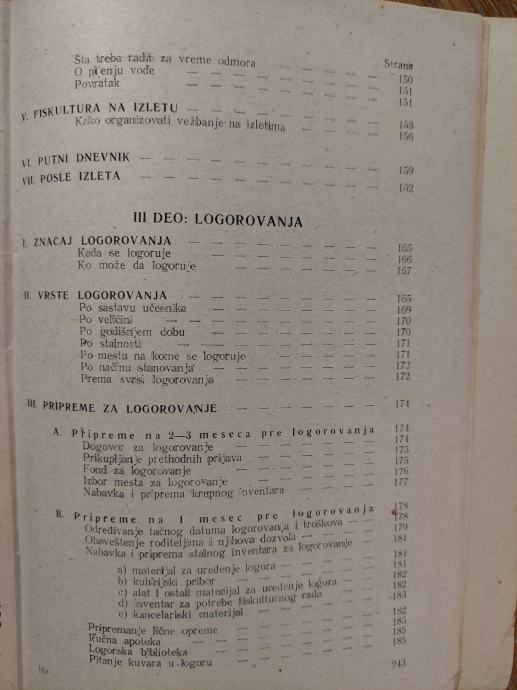 Strana
Šta treba raditi za vreme odmora — — — — — — 150
O pijenju vode — — — — — — — — 151
Povratak — — — — — — — — 151
V. FISKULTURA NA IZLETU — — — — — — 153
Kako organizovati vežbanje na izletima — — — — 156
VI. PUTNI DNEVNIK — — — — — — — — 159
VII. POSLE IZLETA — — — — — — — — 162
III DEO: LOGOROVANJA
I. ZNAČAJ LOGOROVANJA — — — — — — 165
Kada se logoruje — — — — — — 166
Ko može da logoruje — — — — — — 167
II. VRSTE LOGOROVANJA — — — — — — 168
Po sastavu učesnika — — — — — — 169
Po veličini — — — — — — — 170
Po godišnjem dobu — — — — — — 170
Po stalnosti — — — — — — — 171
Po mestu na kome se logoruje — — — — 171
Po načinu stanovanja — — — — — — 172
Prema svrsi logorovanja — — — — — 172
III. PRIPREME ZA LOGOROVANJE — — — — — 174
A. Pripreme na 2—3 meseca pre logorovanja 174
Dogovor za logorovanje — — — — — 174
Prikupljanje prethodnih prijava — — — — 175
Fond za logorovanje — — — — — 175
Izbor mesta za logorovanje — — — — 176
Nabavka i priprema krupnog inventara — — — 177
B. Pripreme na 1 mesec pre logorovanja 178
Određivanje tačnog datuma logorovanja i troškova — — 178
Obaveštenje roditeljima i njihova dozvola — — — 179
Nabavka i priprema stalnog inventara za logorovanje — 181
a) materijal za uređenje logora — — — — 181
b) kuhinjski pribor — — — — — 181
c) alat i ostali materijal za uređenje logora — — 182
d) inventar za potrebe fiskulturnog rada — — 182
e) kancelariski materijal — — — — 183
Pripremanje lične opreme — — — — — 182
Kućna apoteka — — — — — — 185
Logorska biblioteka — — — — — — 185
Pitanje kuvara u logoru — — — — — 185
16*
243